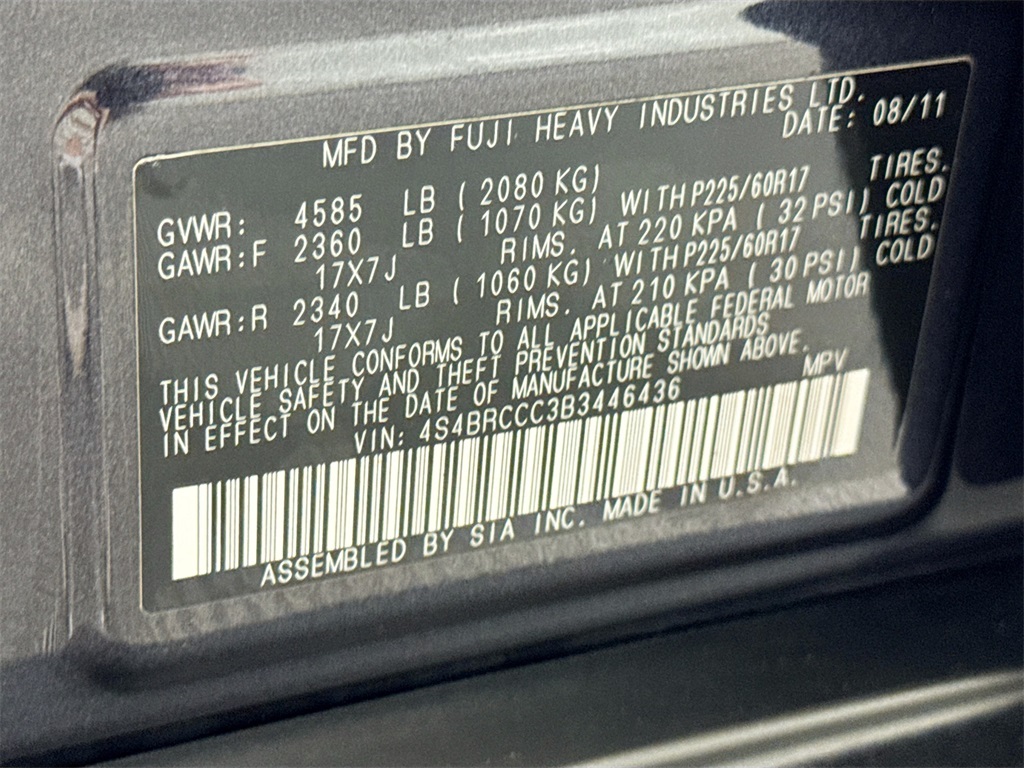 MFD BY FUJI HEAVY INDUSTRIES LTD.
DATE: 08/11
GVWR: 4585 LB ( 2080 KG)
GAWR:F 2360 LB ( 1070 KG) WITH P225/60R17 TIRES.
17X7J RIMS. AT 220 KPA ( 32 PSI) COLD
GAWR:R 2340 LB ( 1060 KG) WITH P225/60R17 TIRES.
17X7J RIMS. AT 210 KPA ( 30 PSI) COLD
THIS VEHICLE CONFORMS TO ALL APPLICABLE FEDERAL MOTOR
VEHICLE SAFETY AND THEFT PREVENTION STANDARDS
IN EFFECT ON THE DATE OF MANUFACTURE SHOWN ABOVE.
VIN: 4S4BRCCC3B3446436 MPV
ASSEMBLED BY SIA INC. MADE IN U.S.A.